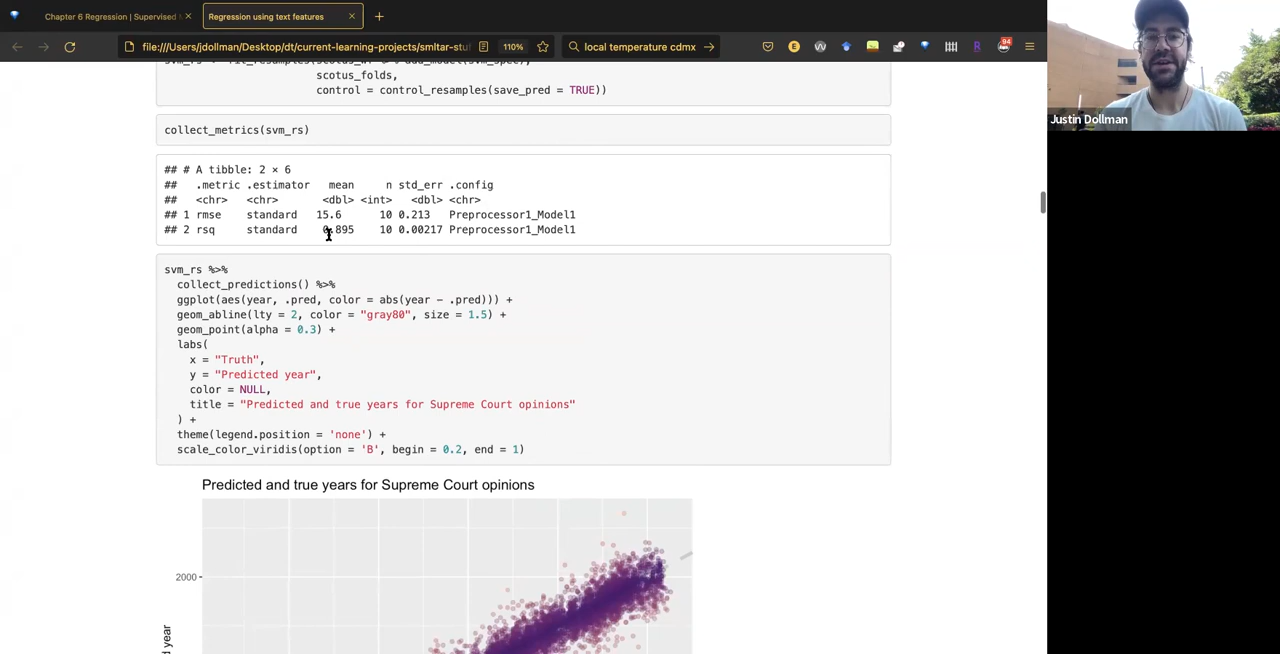 Chapter 6 Regression | Supervised
Regression using text features
file:///Users/jdollman/Desktop/dt/current-learning-projects/smltar-stu
110%
local temperature cdmx
94
Justin Dollman
scotus_folds,
control = control_resamples(save_pred = TRUE))
collect_metrics(svm_rs)
## # A tibble: 2 × 6
## .metric .estimator mean n std_err .config
## <chr> <chr> <dbl> <int> <dbl> <chr>
## 1 rmse standard 15.6 10 0.213 Preprocessor1_Model1
## 2 rsq standard 0.895 10 0.00217 Preprocessor1_Model1
svm_rs %>%
collect_predictions() %>%
ggplot(aes(year, .pred, color = abs(year - .pred))) +
geom_abline(lty = 2, color = "gray80", size = 1.5) +
geom_point(alpha = 0.3) +
labs(
x = "Truth",
y = "Predicted year",
color = NULL,
title = "Predicted and true years for Supreme Court opinions"
) +
theme(legend.position = 'none') +
scale_color_viridis(option = 'B', begin = 0.2, end = 1)
Predicted and true years for Supreme Court opinions
2000
year